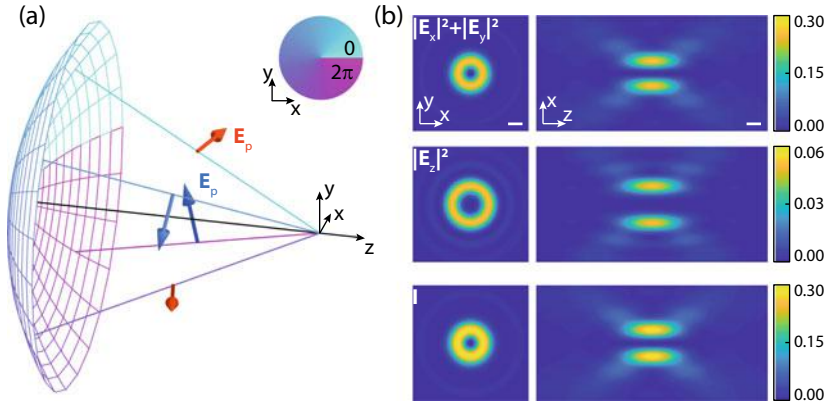 (a)
0
2π
y
x
E_p
E_p
y
x
z
(b)
|E_x|²+|E_y|²
y
x
x
z
0.30
0.15
0.00
|E_z|²
0.06
0.03
0.00
I
0.30
0.15
0.00